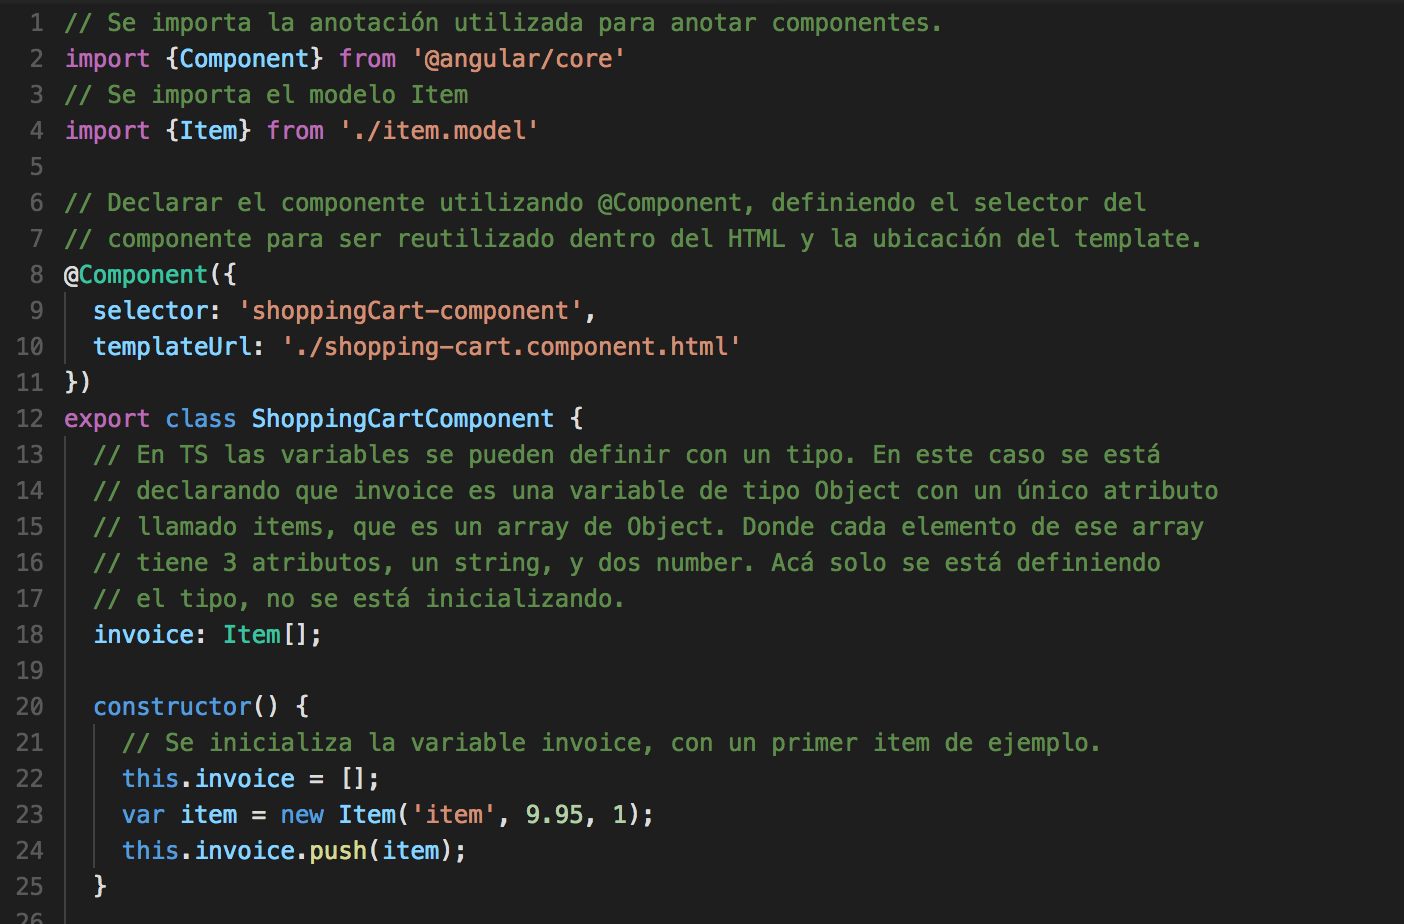 1 // Se importa la anotación utilizada para anotar componentes.
2 import {Component} from '@angular/core'
3 // Se importa el modelo Item
4 import {Item} from './item.model'
5
6 // Declarar el componente utilizando @Component, definiendo el selector del
7 // componente para ser reutilizado dentro del HTML y la ubicación del template.
8 @Component({
9   selector: 'shoppingCart-component',
10   templateUrl: './shopping-cart.component.html'
11 })
12 export class ShoppingCartComponent {
13   // En TS las variables se pueden definir con un tipo. En este caso se está
14   // declarando que invoice es una variable de tipo Object con un único atributo
15   // llamado items, que es un array de Object. Donde cada elemento de ese array
16   // tiene 3 atributos, un string, y dos number. Acá solo se está definiendo
17   // el tipo, no se está inicializando.
18   invoice: Item[];
19
20   constructor() {
21     // Se inicializa la variable invoice, con un primer item de ejemplo.
22     this.invoice = [];
23     var item = new Item('item', 9.95, 1);
24     this.invoice.push(item);
25   }
26